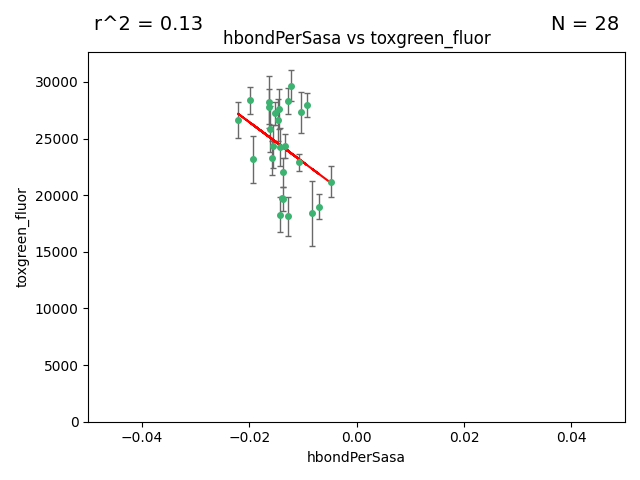 r^2 = 0.13
N = 28
hbondPerSasa vs toxgreen_fluor
30000
25000
20000
15000
10000
5000
0
toxgreen_fluor
−0.04
−0.02
0.00
0.02
0.04
hbondPerSasa